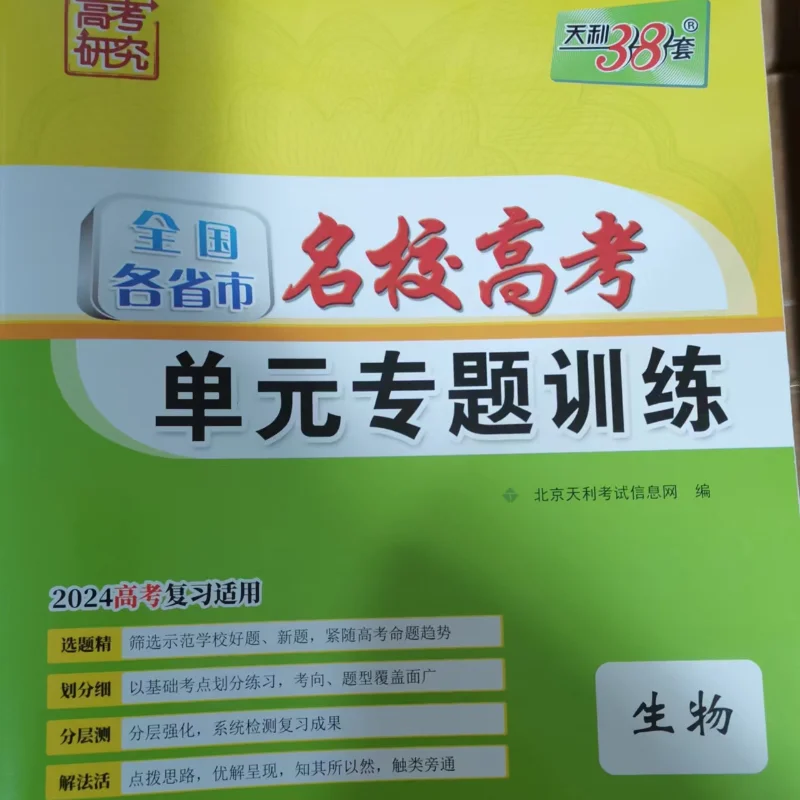 高考
研究
天利38套®
全国
各省市
名校高考
单元专题训练
北京天利考试信息网 编
2024高考复习适用
选题精 筛选示范学校好题、新题，紧随高考命题趋势
划分细 以基础考点划分练习，考向、题型覆盖面广
分层测 分层强化，系统检测复习成果
解法活 点拨思路，优解呈现，知其所以然，触类旁通
生物